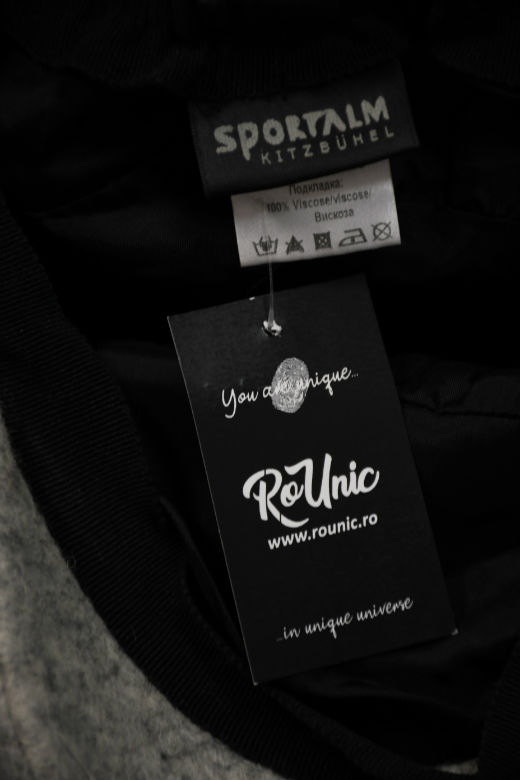 SPORTALM
KITZBÜHEL
Подкладка:
100% Viscose/viscose/
Вискоза
You are unique...
RoUnic
www.rounic.ro
...in unique universe